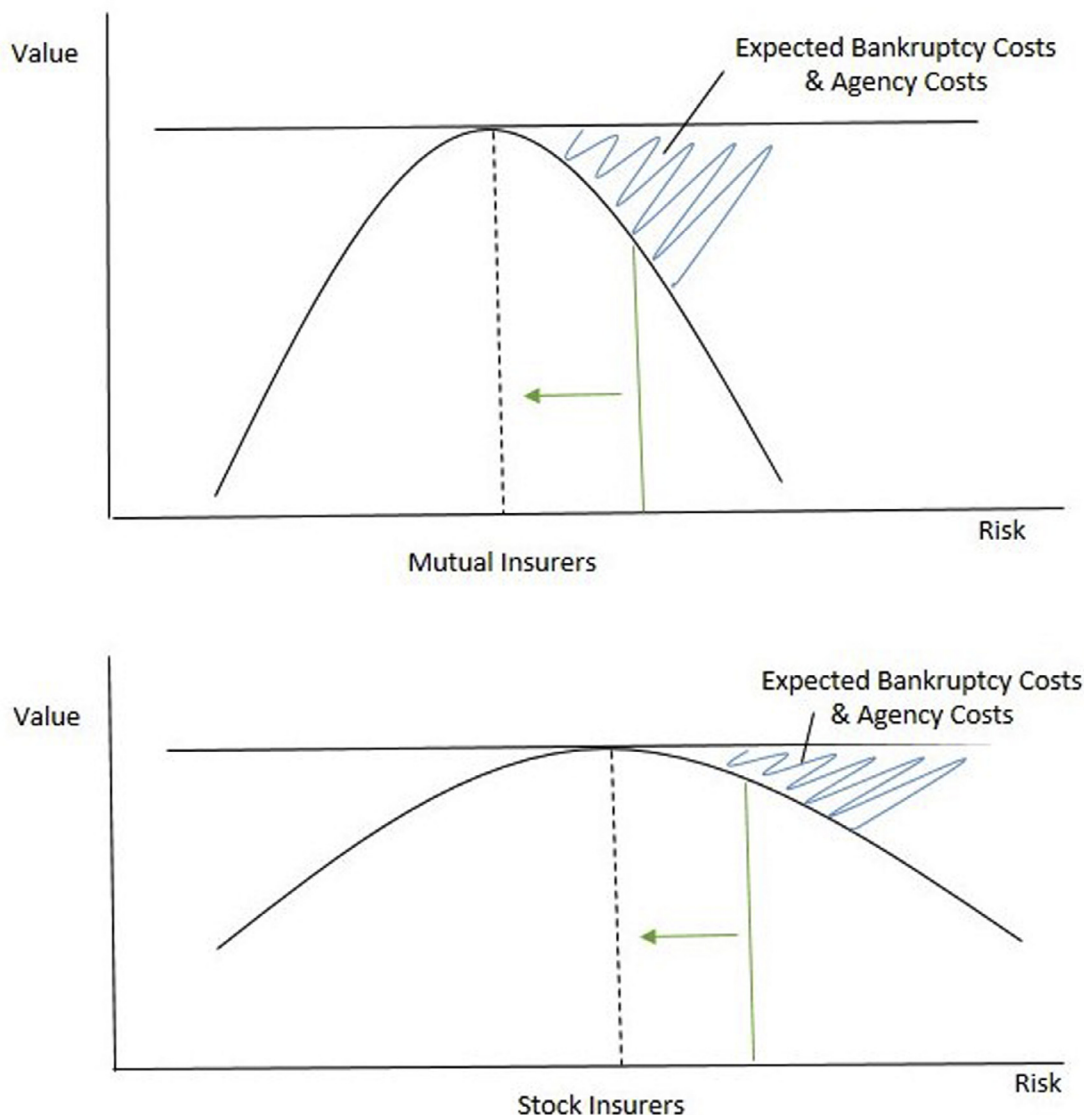 Value
Expected Bankruptcy Costs
& Agency Costs
Risk
Mutual Insurers
Value
Expected Bankruptcy Costs
& Agency Costs
Risk
Stock Insurers